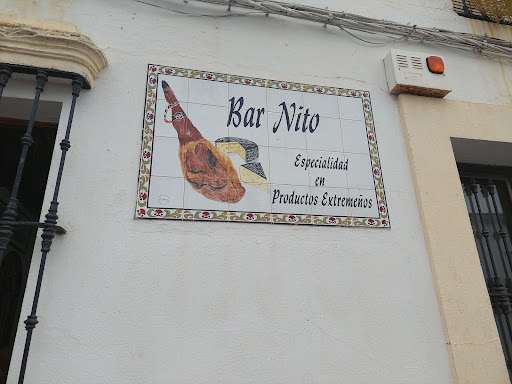 Bar Nito
Especialidad
en
Productos Extremeños